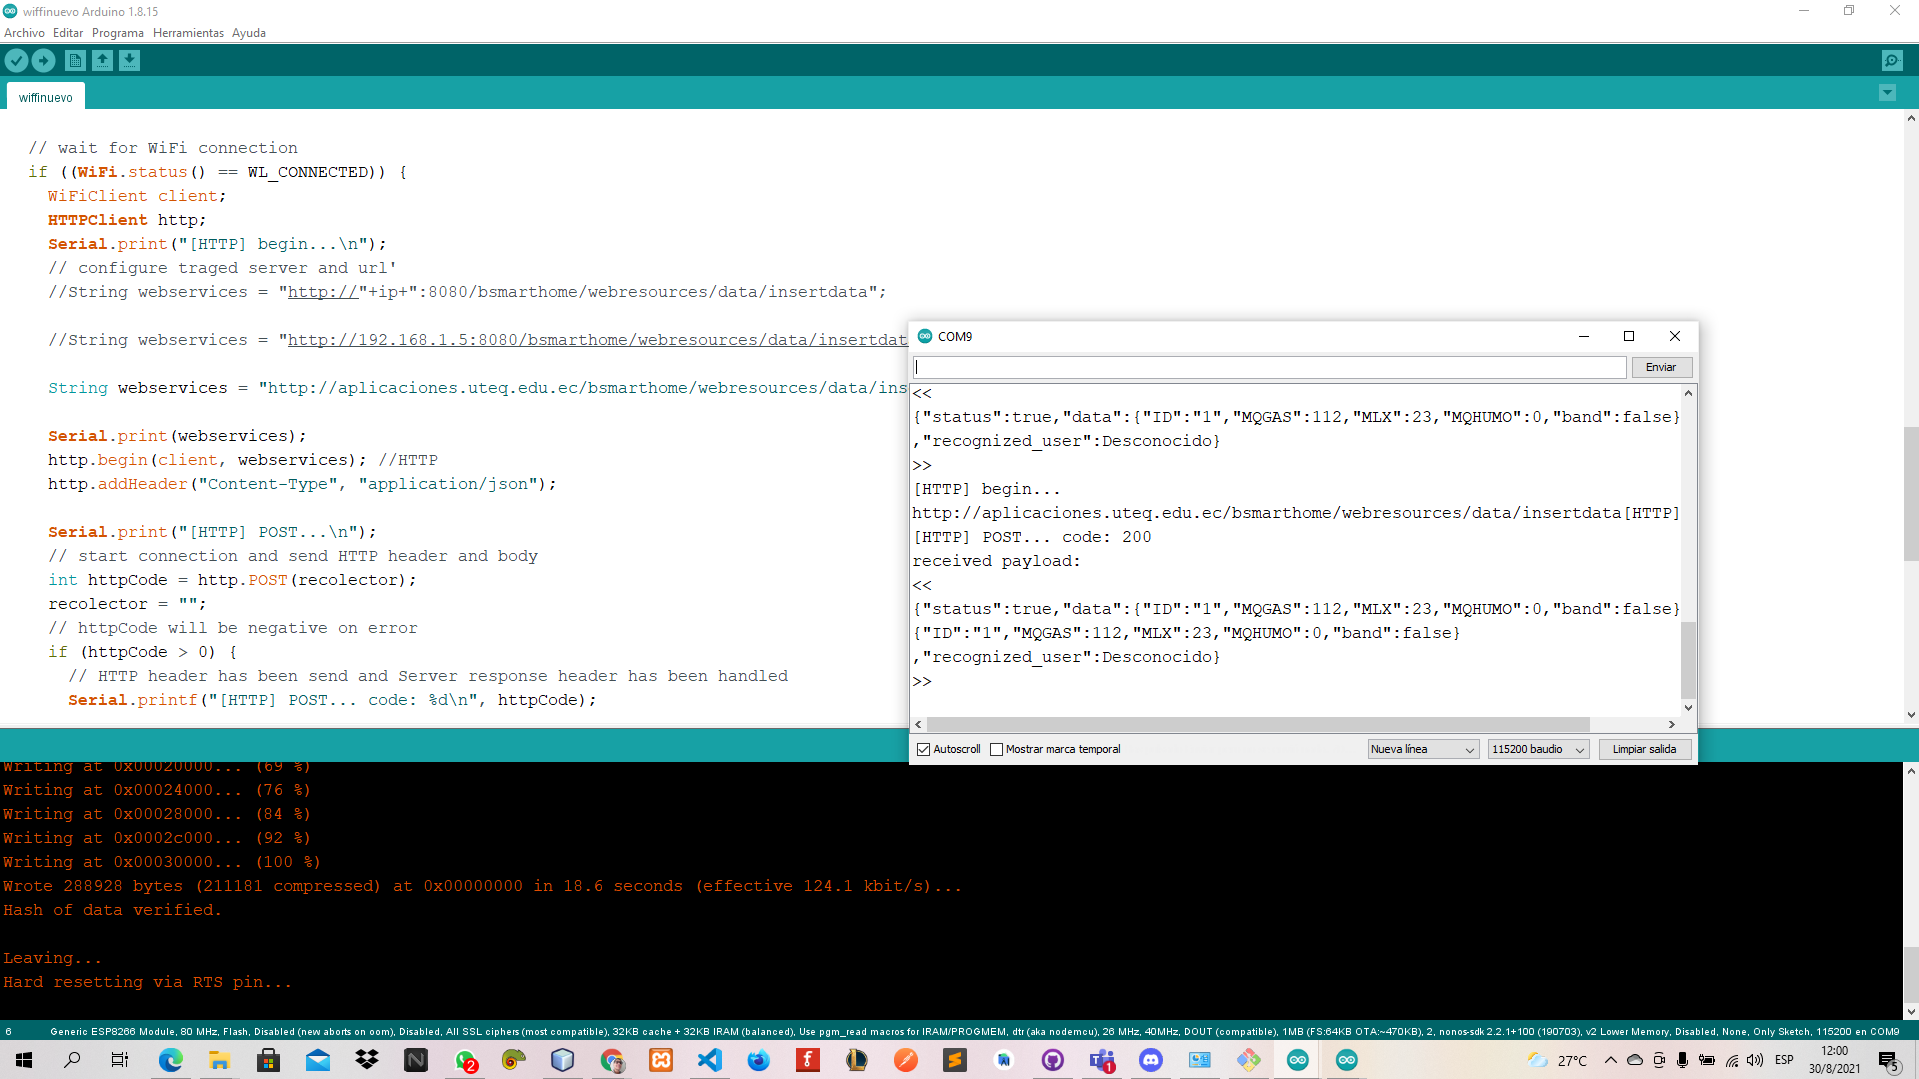 wiffinuevo Arduino 1.8.15
Archivo Editar Programa Herramientas Ayuda
wiffinuevo
// wait for WiFi connection
if ((WiFi.status() == WL_CONNECTED)) {
WiFiClient client;
HTTPClient http;
Serial.print("[HTTP] begin...\n");
// configure traged server and url'
//String webservices = "http://"+ip+":8080/bsmarthome/webresources/data/insertdata";
//String webservices = "http://192.168.1.5:8080/bsmarthome/webresources/data/insertdat
String webservices = "http://aplicaciones.uteq.edu.ec/bsmarthome/webresources/data/ins
Serial.print(webservices);
http.begin(client, webservices); //HTTP
http.addHeader("Content-Type", "application/json");
Serial.print("[HTTP] POST...\n");
// start connection and send HTTP header and body
int httpCode = http.POST(recolector);
recolector = "";
// httpCode will be negative on error
if (httpCode > 0) {
// HTTP header has been send and Server response header has been handled
Serial.printf("[HTTP] POST... code: %d\n", httpCode);
COM9
Enviar
<<
{"status":true,"data":{"ID":"1","MQGAS":112,"MLX":23,"MQHUMO":0,"band":false}
,"recognized_user":Desconocido}
>>
[HTTP] begin...
http://aplicaciones.uteq.edu.ec/bsmarthome/webresources/data/insertdata[HTTP]
[HTTP] POST... code: 200
received payload:
<<
{"status":true,"data":{"ID":"1","MQGAS":112,"MLX":23,"MQHUMO":0,"band":false}
{"ID":"1","MQGAS":112,"MLX":23,"MQHUMO":0,"band":false}
,"recognized_user":Desconocido}
>>
Autoscroll Mostrar marca temporal Nueva línea 115200 baudio Limpiar salida
Writing at 0x00020000... (69 %)
Writing at 0x00024000... (76 %)
Writing at 0x00028000... (84 %)
Writing at 0x0002c000... (92 %)
Writing at 0x00030000... (100 %)
Wrote 288928 bytes (211181 compressed) at 0x00000000 in 18.6 seconds (effective 124.1 kbit/s)...
Hash of data verified.
Leaving...
Hard resetting via RTS pin...
6 Generic ESP8266 Module, 80 MHz, Flash, Disabled (new aborts on oom), Disabled, All SSL ciphers (most compatible), 32KB cache + 32KB IRAM (balanced), Use pgm_read macros for IRAM/PROGMEM, dtr (aka nodemcu), 26 MHz, 40MHz, DOUT (compatible), 1MB (FS:64KB OTA:~470KB), 2, nonos-sdk 2.2.1+100 (190703), v2 Lower Memory, Disabled, None, Only Sketch, 115200 en COM9
2 1 27°C ESP 12:00
30/8/2021 5